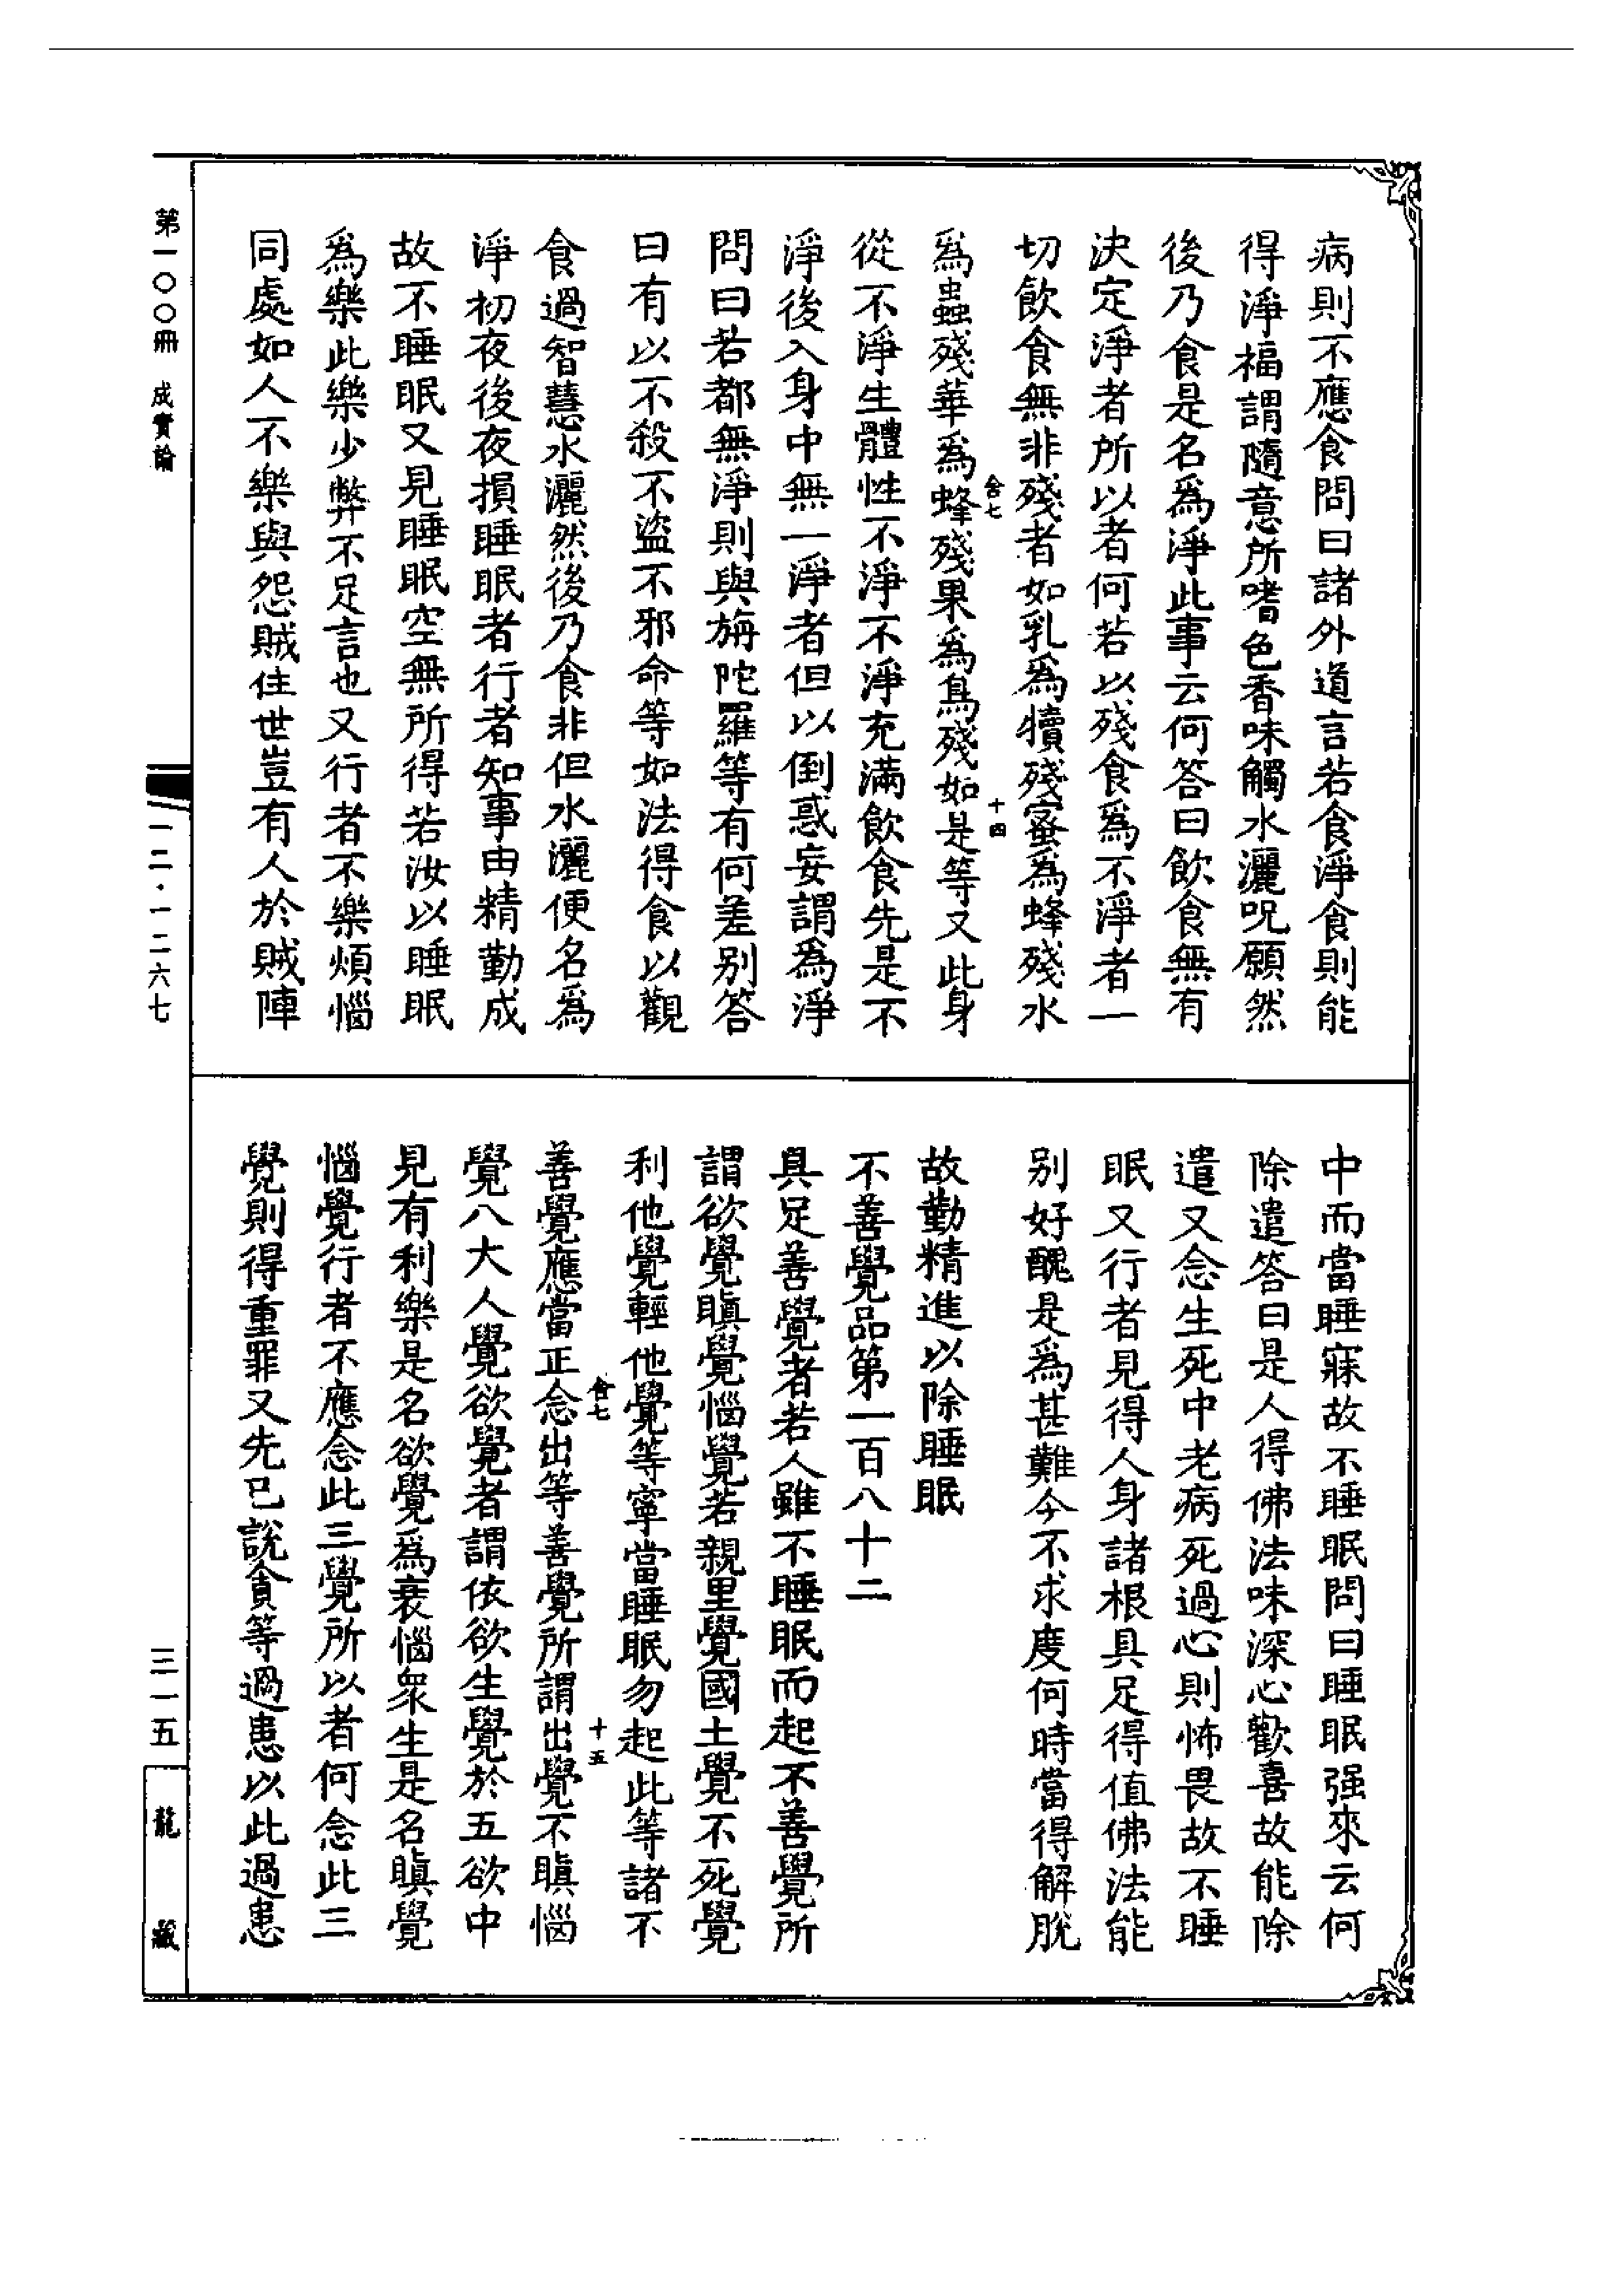 病則不應食問曰諸外道言若食淨食則能
得淨福謂隨意所嗜色香味觸水灑呪願然
後乃食是名爲淨此事云何答曰飲食無有
決定淨者所以者何若以殘食爲不淨者一
切飲食無非殘者如乳爲犢殘蜜爲蜂殘水
舍七
十四
爲蟲殘華爲蜂殘果爲鳥殘如是等又此身
從不淨生體性不淨不淨充滿飲食先是不
淨後入身中無一淨者但以倒惑妄謂爲淨
問曰若都無淨則與旃陀羅等有何差別答
曰有以不殺不盜不邪命等如法得食以觀
食過智慧水灑然後乃食非但水灑便名爲
淨初夜後夜損睡眠者行者知事由精勤成
故不睡眠又見睡眠空無所得若汝以睡眠
爲樂此樂少弊不足言也又行者不樂煩惱
同處如人不樂與怨賊住世豈有人於賊陣
中而當睡寐故不睡眠問曰睡眠强來云何
除遣答曰是人得佛法味深心歡喜故能除
遣又念生死中老病死過心則怖畏故不睡
眠又行者見得人身諸根具足得值佛法能
别好醜是爲甚難今不求度何時當得解脫
故勤精進以除睡眠
不善覺品第一百八十二
具足善覺者若人雖不睡眠而起不善覺所
謂欲覺瞋覺惱覺若親里覺國土覺不死覺
利他覺輕他覺等寧當睡眠勿起此等諸不
舍七
十五
善覺應當正念出等善覺所謂出覺不瞋惱
覺八大人覺欲覺者謂依欲生覺於五欲中
見有利樂是名欲覺爲衰惱衆生是名瞋覺
惱覺行者不應念此三覺所以者何念此三
覺則得重罪又先已說貪等過患以此過患
第一〇〇冊 成實論
一二·一二六七
三一五
龍藏